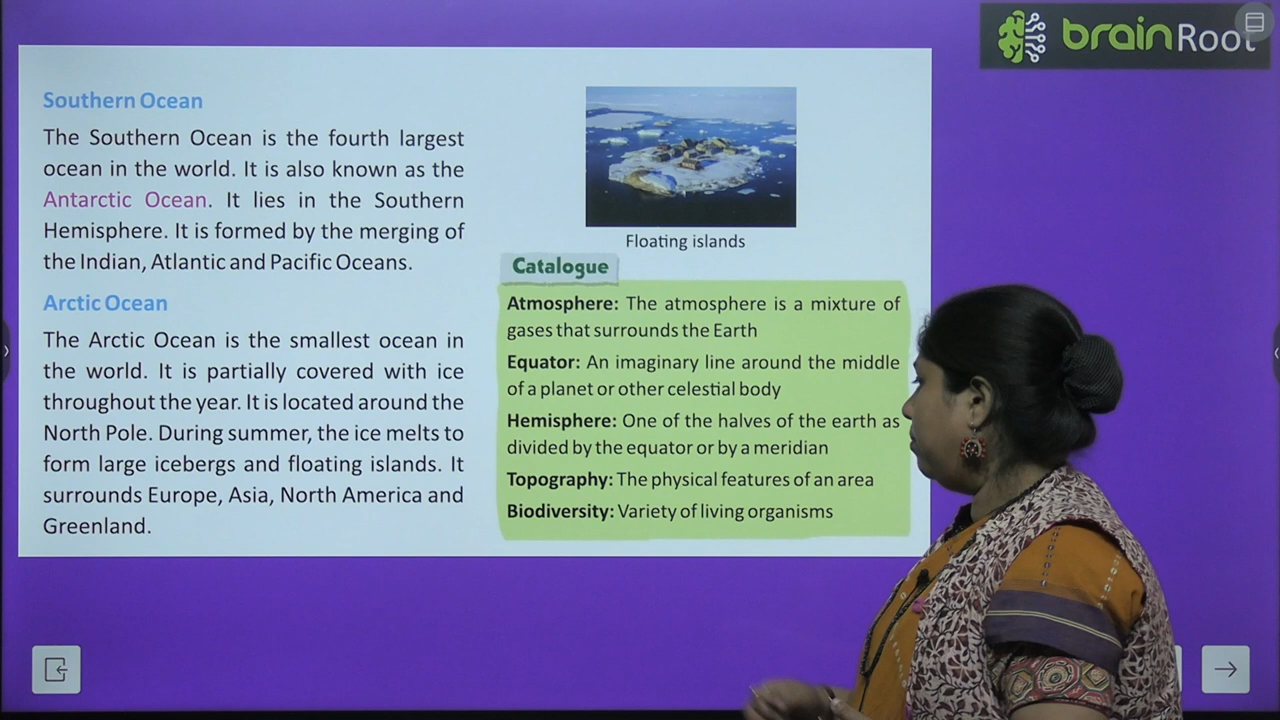 brainRoot
Southern Ocean
The Southern Ocean is the fourth largest
ocean in the world. It is also known as the
Antarctic Ocean. It lies in the Southern
Hemisphere. It is formed by the merging of
the Indian, Atlantic and Pacific Oceans.
Arctic Ocean
The Arctic Ocean is the smallest ocean in
the world. It is partially covered with ice
throughout the year. It is located around the
North Pole. During summer, the ice melts to
form large icebergs and floating islands. It
surrounds Europe, Asia, North America and
Greenland.
Floating islands
Catalogue
Atmosphere: The atmosphere is a mixture of
gases that surrounds the Earth
Equator: An imaginary line around the middle
of a planet or other celestial body
Hemisphere: One of the halves of the earth as
divided by the equator or by a meridian
Topography: The physical features of an area
Biodiversity: Variety of living organisms